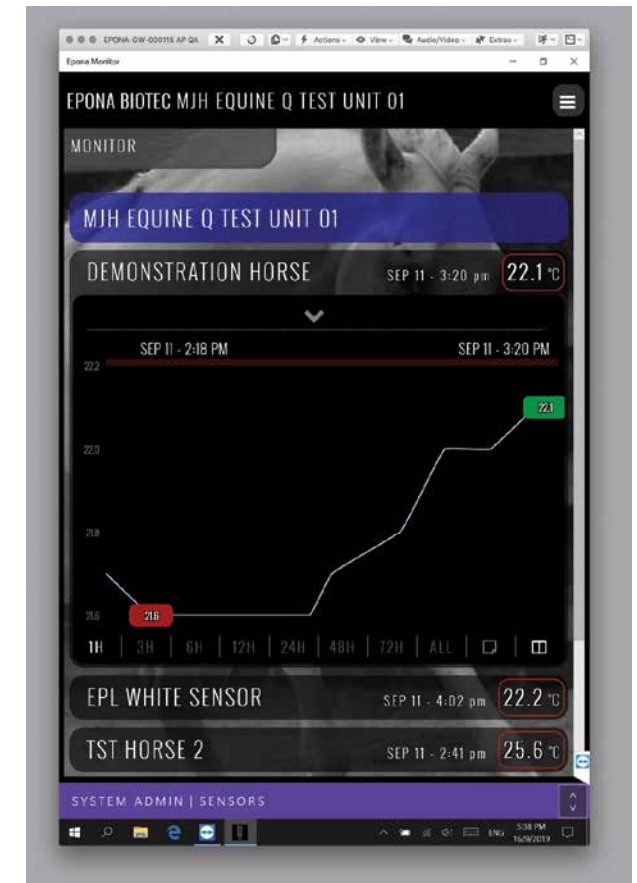 EPONA-GW-000115 AP QA
Actions
View
Audio/Video
Extras
Epona Monitor
EPONA BIOTEC MJH EQUINE Q TEST UNIT 01
MONITOR
MJH EQUINE Q TEST UNIT 01
DEMONSTRATION HORSE SEP 11 - 3:20 pm 22.1 °C
SEP 11 - 2:18 PM SEP 11 - 3:20 PM
22.2
22.1
22.0
21.8
21.6 21.6
1H | 3H | 6H | 12H | 24H | 48H | 72H | ALL
EPL WHITE SENSOR SEP 11 - 4:02 pm 22.2 °C
TST HORSE 2 SEP 11 - 2:41 pm 25.6 °C
SYSTEM ADMIN | SENSORS
ENG 5:38 PM
16/9/2019